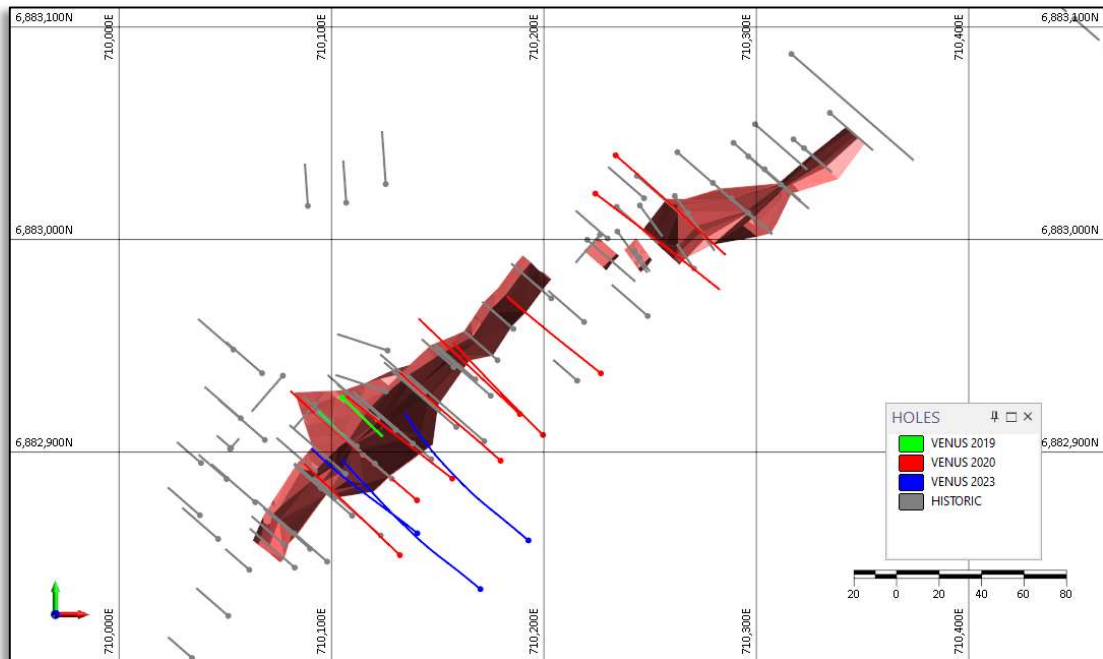 6,883,100N
6,883,100N
710,000E
710,100E
710,200E
710,300E
710,400E
6,883,000N
6,883,000N
HOLES
VENUS 2019
VENUS 2020
VENUS 2023
HISTORIC
6,882,900N
6,882,900N
20 0 20 40 60 80
710,000E
710,100E
710,200E
710,300E
710,400E